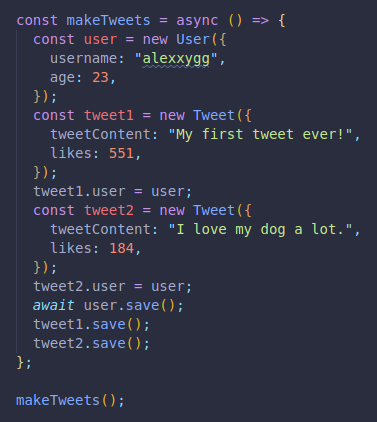 const makeTweets = async () => {
  const user = new User({
    username: "alexxygg",
    age: 23,
  });
  const tweet1 = new Tweet({
    tweetContent: "My first tweet ever!",
    likes: 551,
  });
  tweet1.user = user;
  const tweet2 = new Tweet({
    tweetContent: "I love my dog a lot.",
    likes: 184,
  });
  tweet2.user = user;
  await user.save();
  tweet1.save();
  tweet2.save();
};

makeTweets();